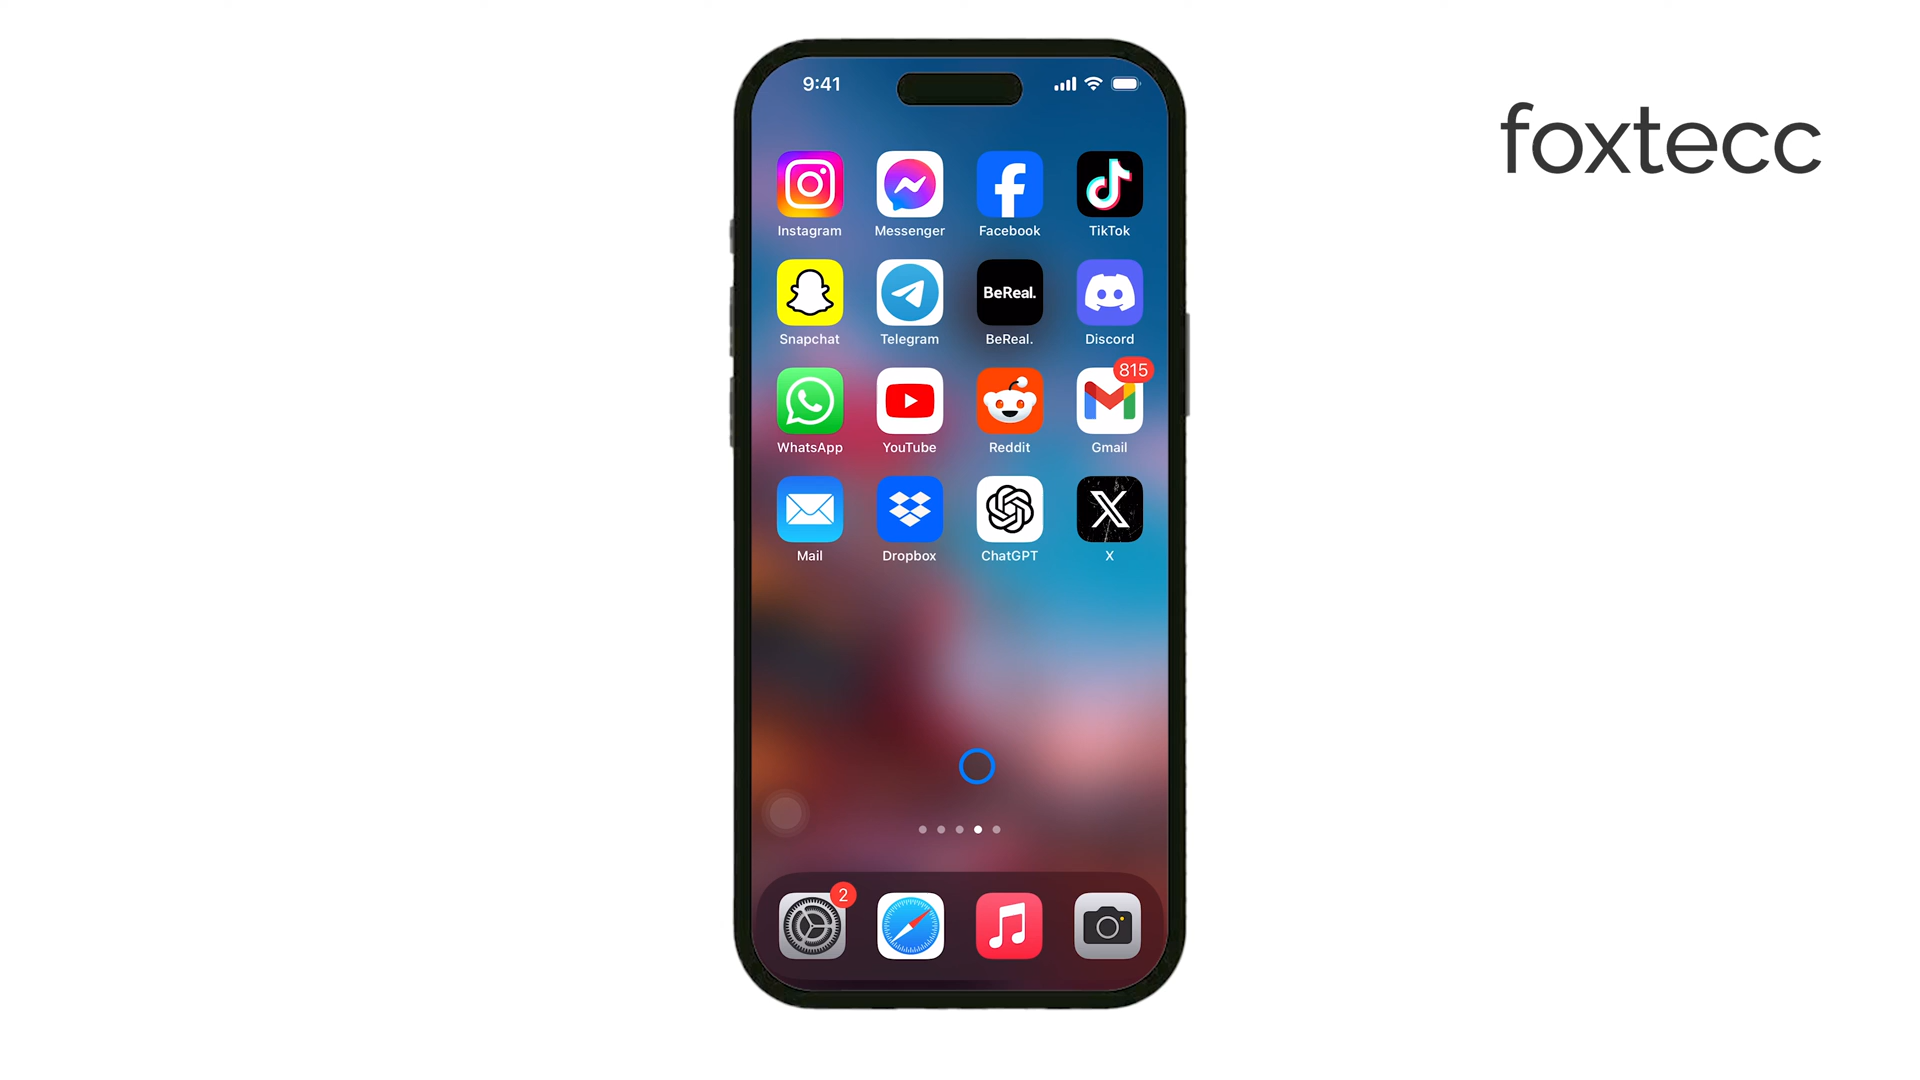 9:41
foxtecc
Instagram
Messenger
Facebook
TikTok
BeReal.
Snapchat
Telegram
BeReal.
Discord
815
WhatsApp
YouTube
Reddit
Gmail
Mail
Dropbox
ChatGPT
X
2